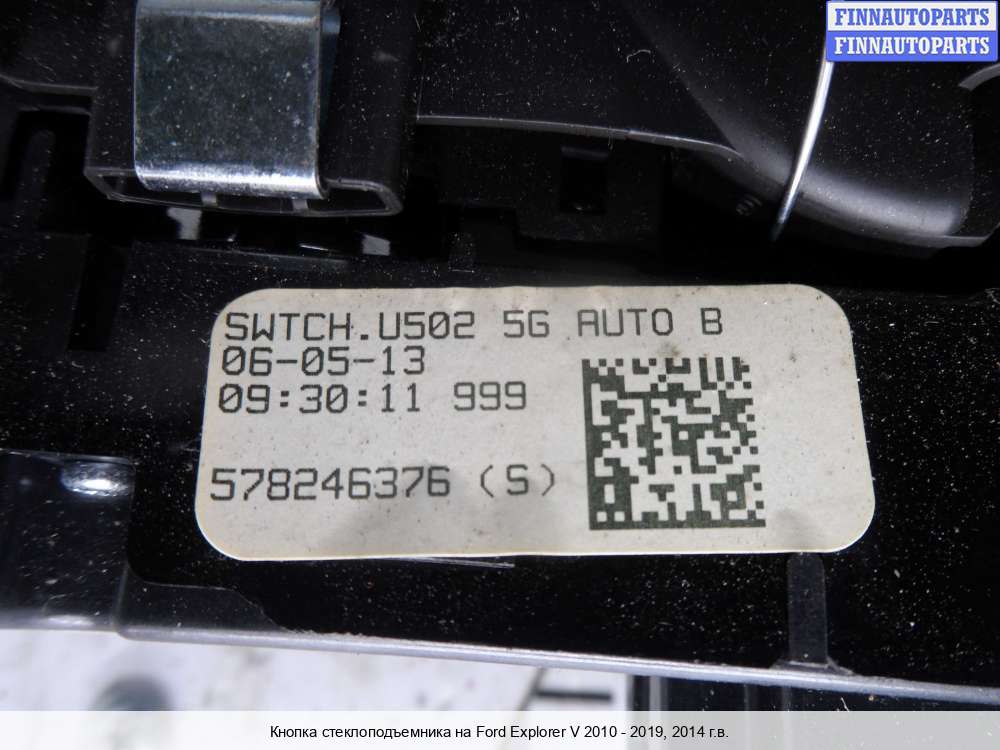 FINNAUTOPARTS
FINNAUTOPARTS
SWTCH.U502 5G AUTO B
06-05-13
09:30:11 999
578246376 (S)
Кнопка стеклоподъемника на Ford Explorer V 2010 - 2019, 2014 г.в.